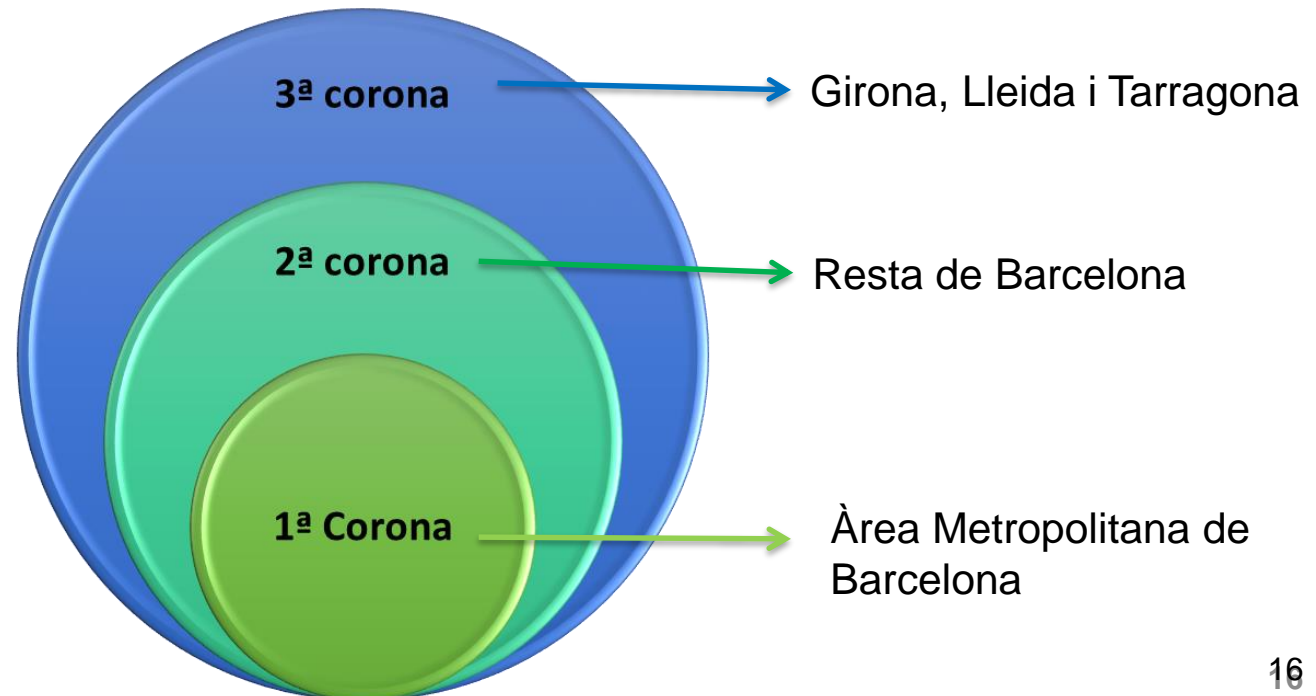 3ª corona
Girona, Lleida i Tarragona
2ª corona
Resta de Barcelona
1ª Corona
Àrea Metropolitana de
Barcelona
16